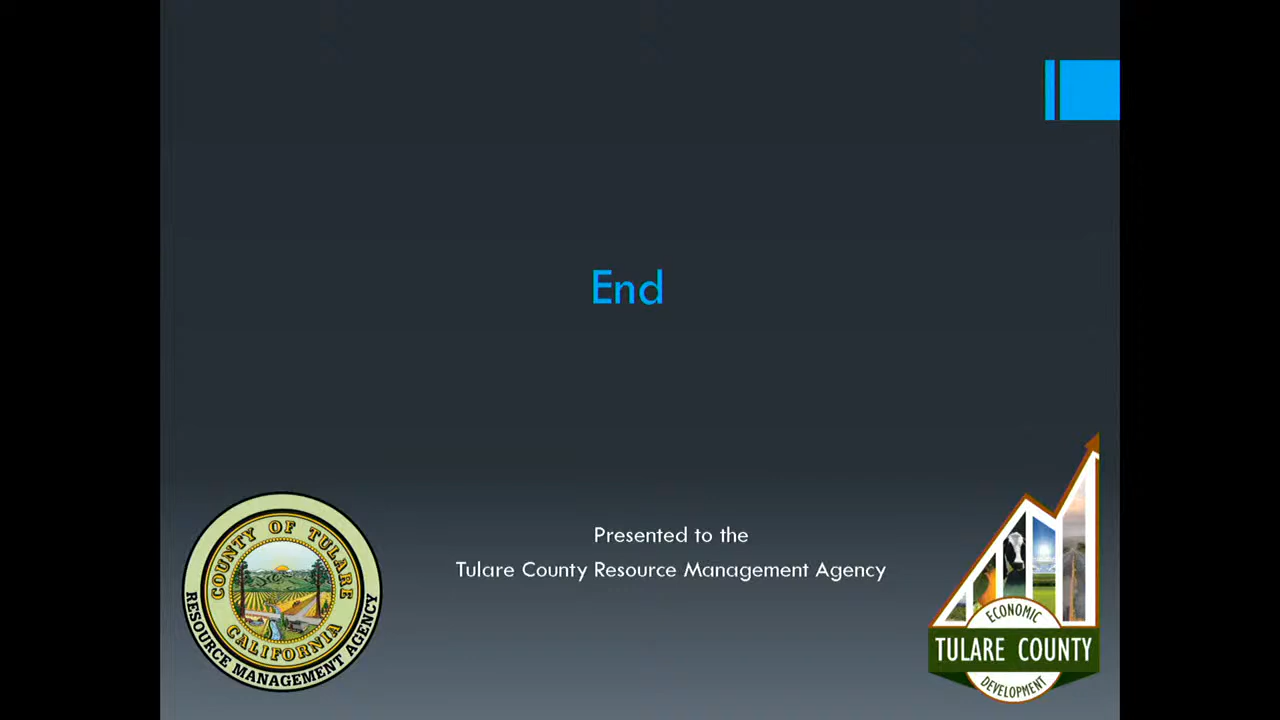 End
Presented to the
Tulare County Resource Management Agency
COUNTY OF TULARE
CALIFORNIA
RESOURCE MANAGEMENT AGENCY
ECONOMIC
TULARE COUNTY
DEVELOPMENT